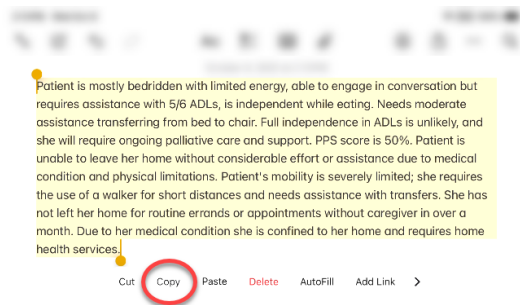 Patient is mostly bedridden with limited energy, able to engage in conversation but
requires assistance with 5/6 ADLs, is independent while eating. Needs moderate
assistance transferring from bed to chair. Full independence in ADLs is unlikely, and
she will require ongoing palliative care and support. PPS score is 50%. Patient is
unable to leave her home without considerable effort or assistance due to medical
condition and physical limitations. Patient's mobility is severely limited; she requires
the use of a walker for short distances and needs assistance with transfers. She has
not left her home for routine errands or appointments without caregiver in over a
month. Due to her medical condition she is confined to her home and requires home
health services.
Cut Copy Paste Delete AutoFill Add Link